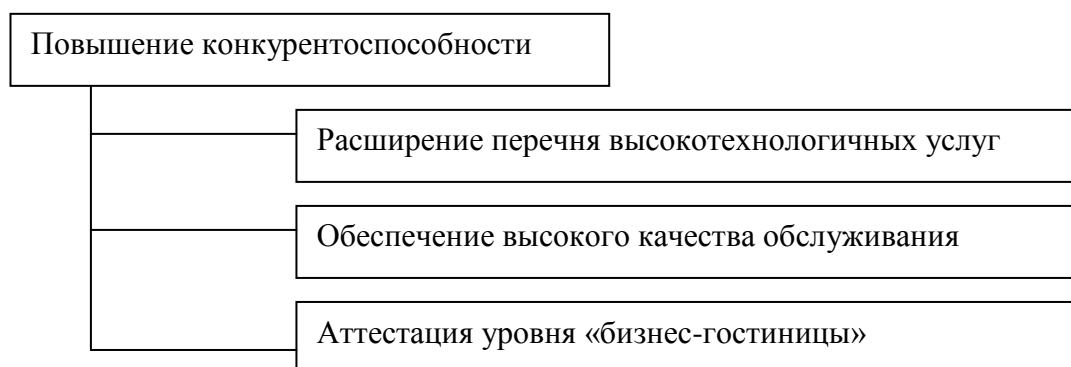 Повышение конкурентоспособности
Расширение перечня высокотехнологичных услуг
Обеспечение высокого качества обслуживания
Аттестация уровня «бизнес-гостиницы»